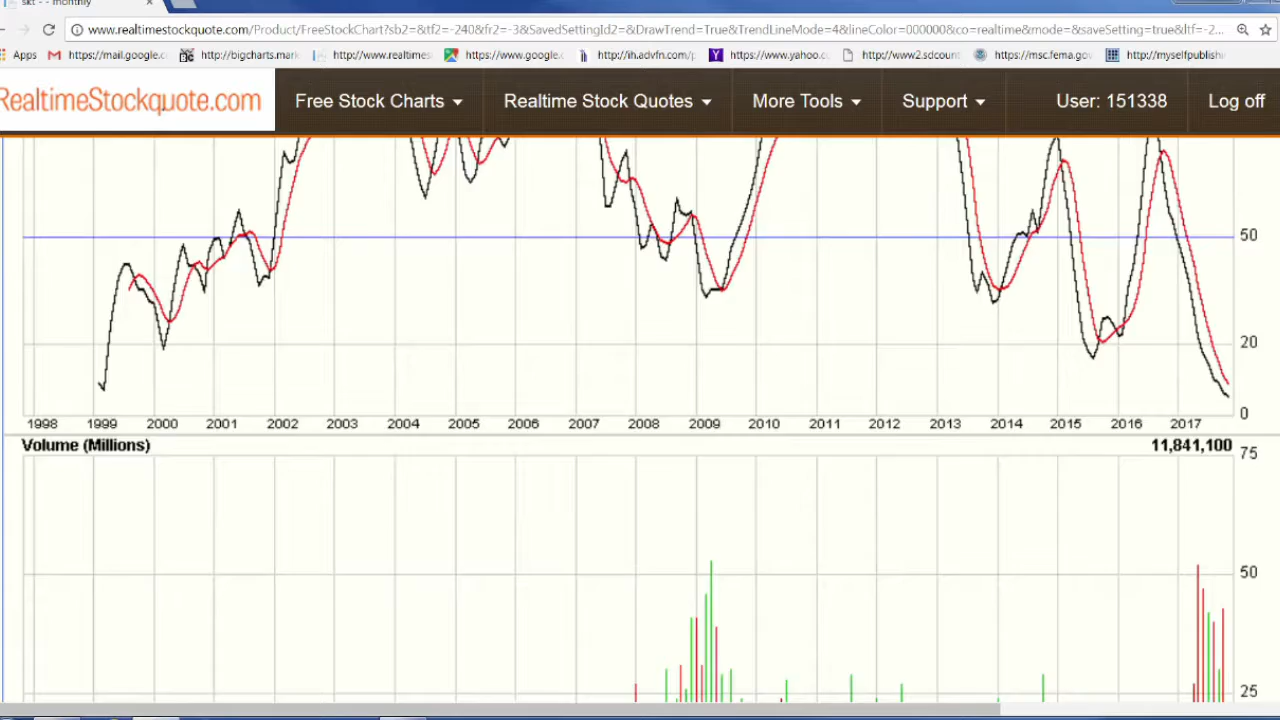 skt -- monthly
www.realtimestockquote.com/Product/FreeStockChart?sb2=&tf2=-240&fr2=-3&SavedSettingId2=&DrawTrend=True&TrendLineMode=4&lineColor=000000&co=realtime&mode=&saveSetting=true&ltf=-2...
Apps https://mail.google.c http://bigcharts.mark http://www.realtimes https://www.google.c http://ih.advfn.com/p https://www.yahoo.c http://www2.sdcount https://msc.fema.gov http://myselfpublish
RealtimeStockquote.com Free Stock Charts Realtime Stock Quotes More Tools Support User: 151338 Log off
50
20
0
1998 1999 2000 2001 2002 2003 2004 2005 2006 2007 2008 2009 2010 2011 2012 2013 2014 2015 2016 2017
Volume (Millions) 11,841,100
75
50
25